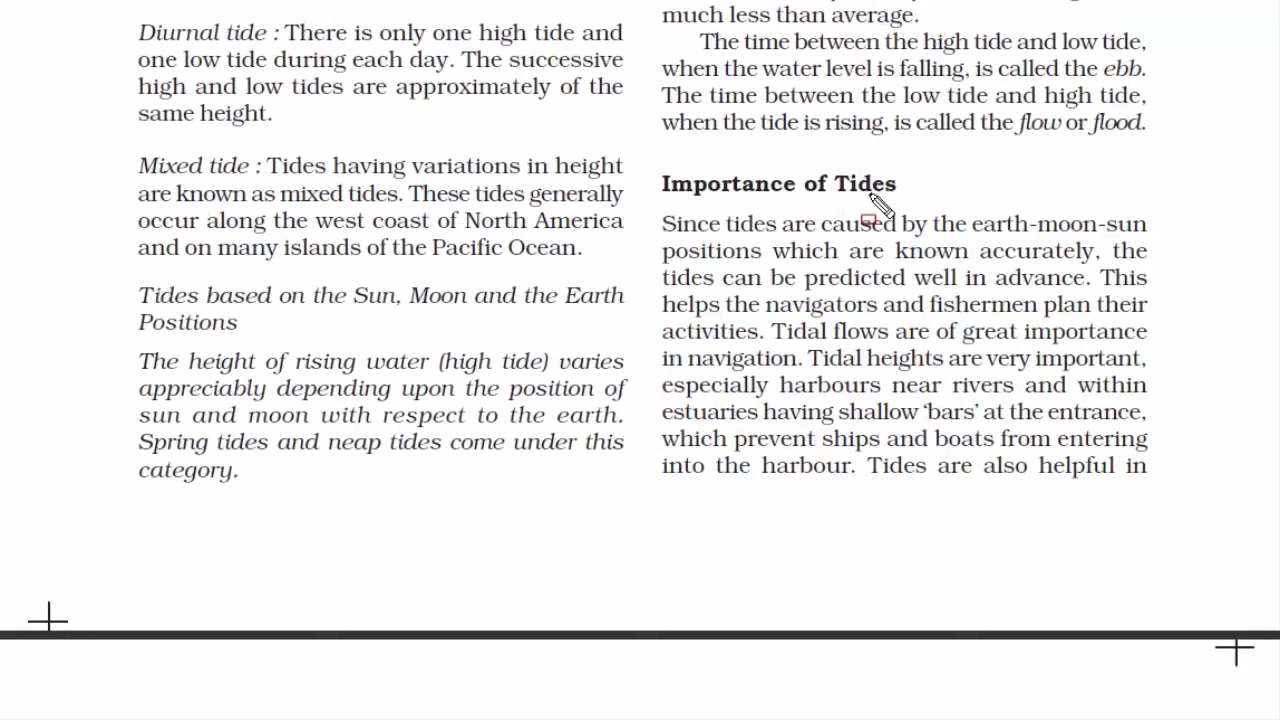 Diurnal tide : There is only one high tide and
one low tide during each day. The successive
high and low tides are approximately of the
same height.
Mixed tide : Tides having variations in height
are known as mixed tides. These tides generally
occur along the west coast of North America
and on many islands of the Pacific Ocean.
Tides based on the Sun, Moon and the Earth
Positions
The height of rising water (high tide) varies
appreciably depending upon the position of
sun and moon with respect to the earth.
Spring tides and neap tides come under this
category.
much less than average.
The time between the high tide and low tide,
when the water level is falling, is called the ebb.
The time between the low tide and high tide,
when the tide is rising, is called the flow or flood.
Importance of Tides
Since tides are caused by the earth-moon-sun
positions which are known accurately, the
tides can be predicted well in advance. This
helps the navigators and fishermen plan their
activities. Tidal flows are of great importance
in navigation. Tidal heights are very important,
especially harbours near rivers and within
estuaries having shallow ‘bars’ at the entrance,
which prevent ships and boats from entering
into the harbour. Tides are also helpful in